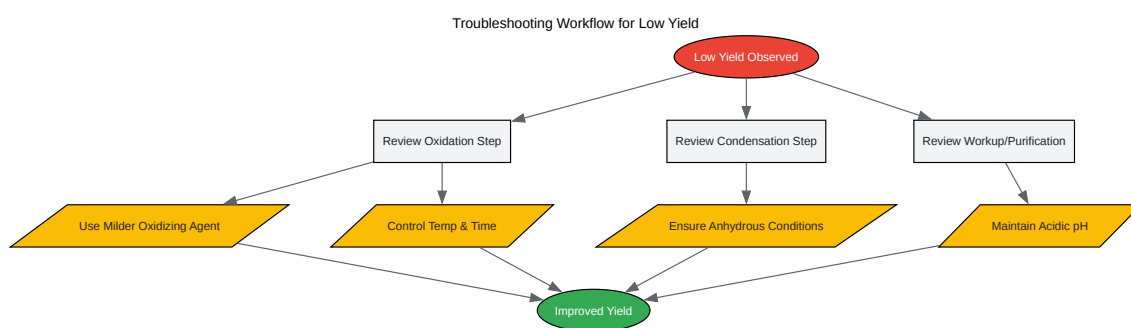 Troubleshooting Workflow for Low Yield
Low Yield Observed
Review Oxidation Step
Review Condensation Step
Review Workup/Purification
Use Milder Oxidizing Agent
Control Temp & Time
Ensure Anhydrous Conditions
Maintain Acidic pH
Improved Yield